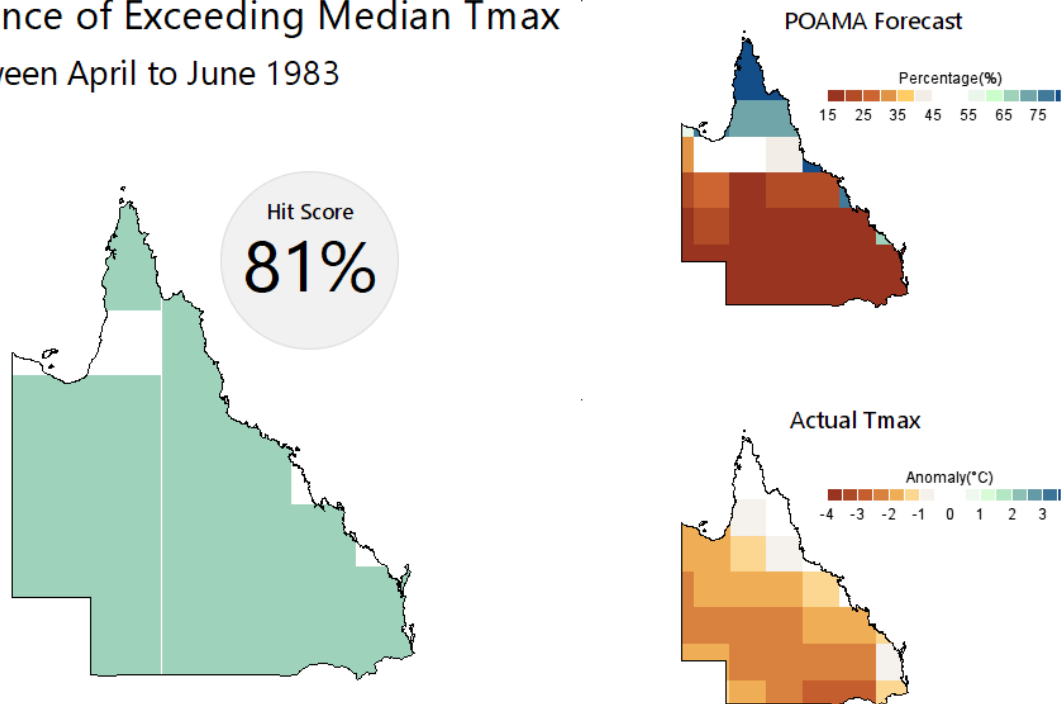 nce of Exceeding Median Tmax
veen April to June 1983
Hit Score
81%
POAMA Forecast
Percentage(%)
15 25 35 45 55 65 75
Actual Tmax
Anomaly(°C)
-4 -3 -2 -1 0 1 2 3